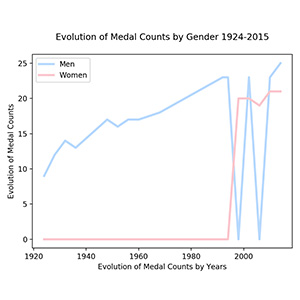 Evolution of Medal Counts by Gender 1924-2015
Men
Women
Evolution of Medal Counts
25
20
15
10
5
0
1920
1940
1960
1980
2000
Evolution of Medal Counts by Years